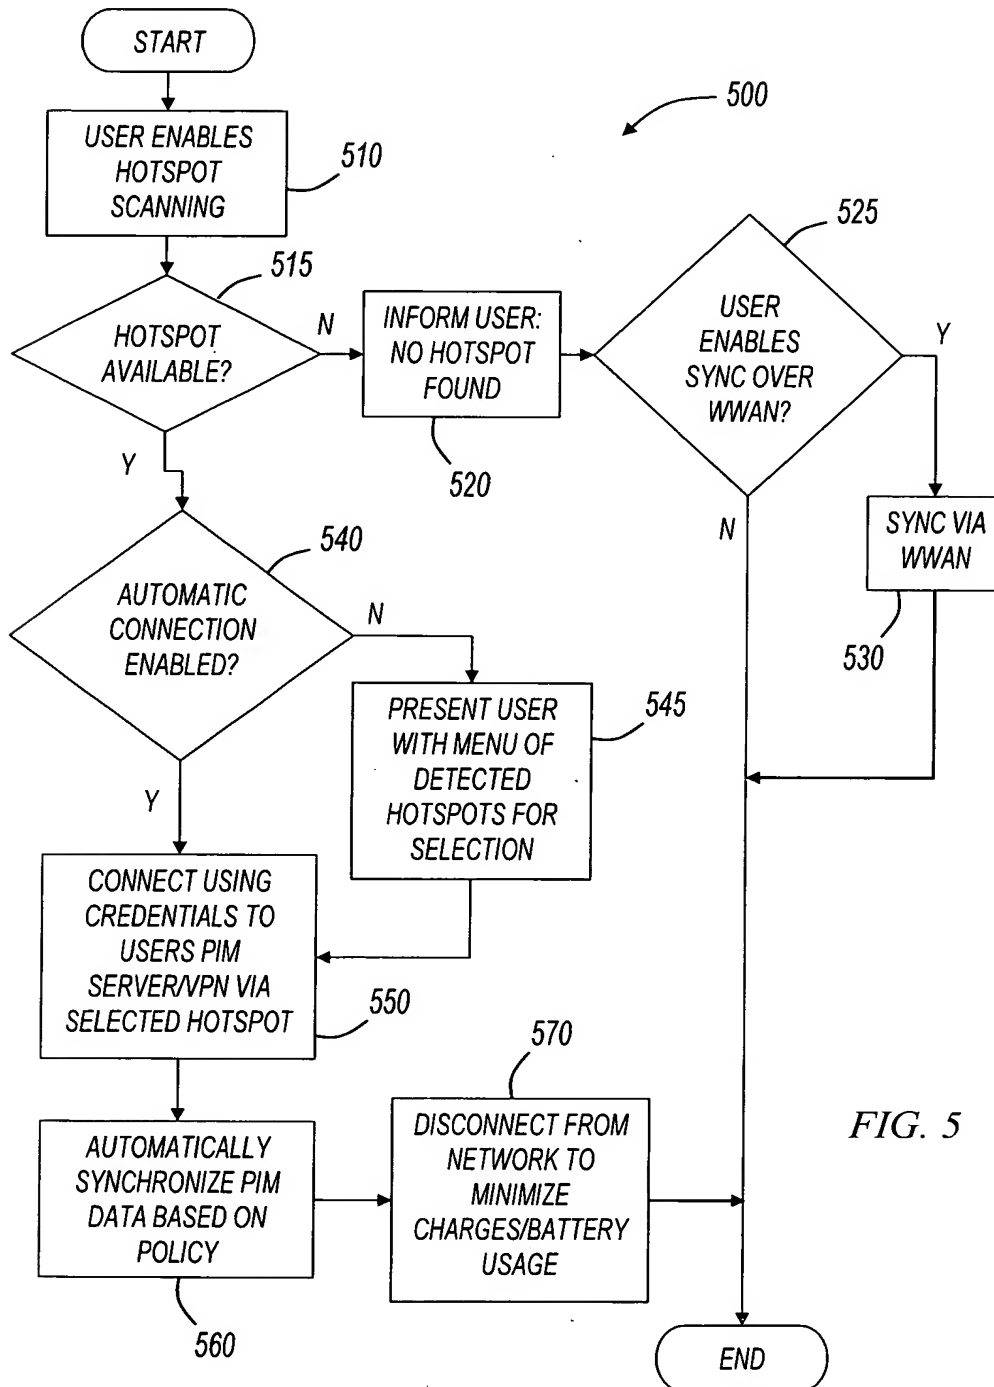 START
500
USER ENABLES
HOTSPOT
SCANNING
510
515
HOTSPOT
AVAILABLE?
N
INFORM USER:
NO HOTSPOT
FOUND
520
525
USER
ENABLES
SYNC OVER
WWAN?
Y
N
SYNC VIA
WWAN
530
Y
540
AUTOMATIC
CONNECTION
ENABLED?
N
545
PRESENT USER
WITH MENU OF
DETECTED
HOTSPOTS FOR
SELECTION
Y
CONNECT USING
CREDENTIALS TO
USERS PIM
SERVER/VPN VIA
SELECTED HOTSPOT
550
AUTOMATICALLY
SYNCHRONIZE PIM
DATA BASED ON
POLICY
560
570
DISCONNECT FROM
NETWORK TO
MINIMIZE
CHARGES/BATTERY
USAGE
FIG. 5
END